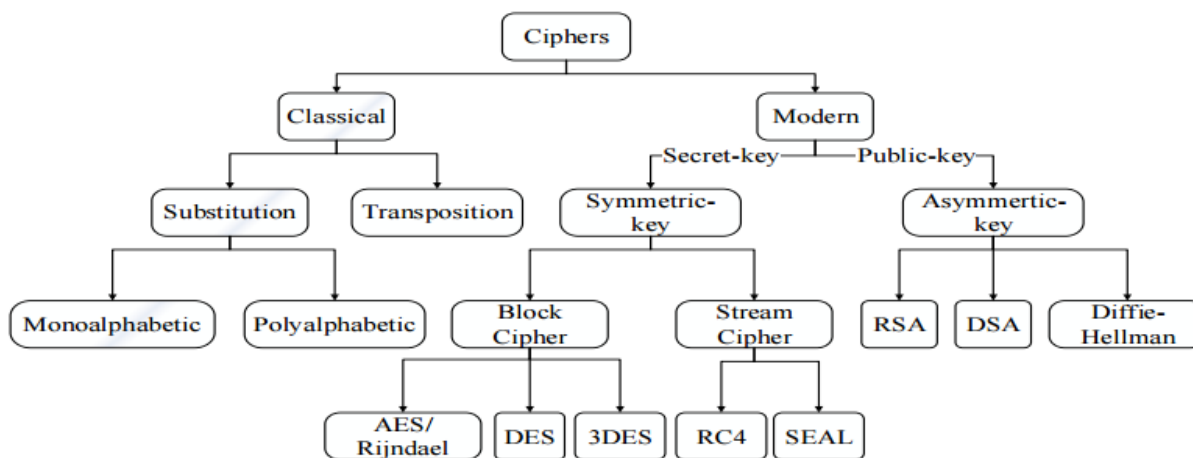 Ciphers
Classical
Modern
Secret-key
Public-key
Substitution
Transposition
Symmetric-
key
Asymmertic-
key
Monoalphabetic
Polyalphabetic
Block
Cipher
Stream
Cipher
RSA
DSA
Diffie-
Hellman
AES/
Rijndael
DES
3DES
RC4
SEAL